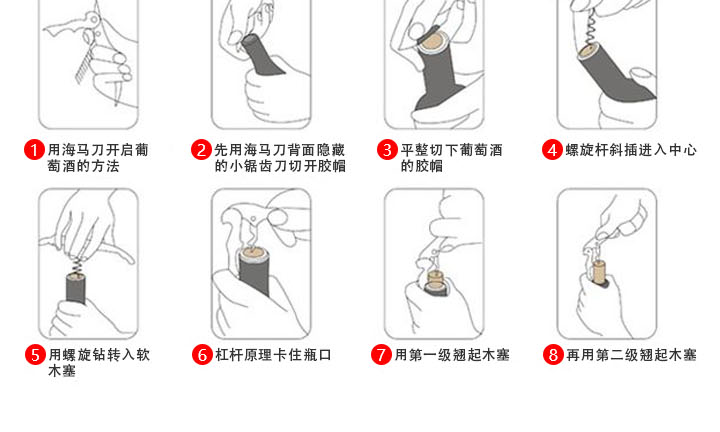 1 用海马刀开启葡
萄酒的方法
2 先用海马刀背面隐藏
的小锯齿刀切开胶帽
3 平整切下葡萄酒
的胶帽
4 螺旋杆斜插进入中心
5 用螺旋钻转入软
木塞
6 杠杆原理卡住瓶口
7 用第一级翘起木塞
8 再用第二级翘起木塞